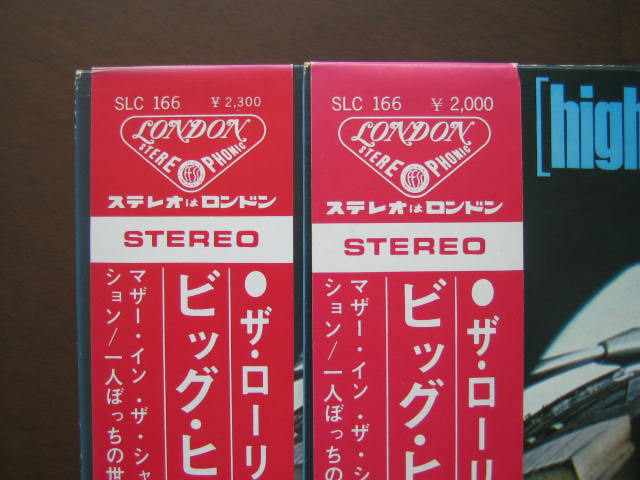 SLC 166 ¥ 2,300
LONDON
STEREOPHONIC
ステレオはロンドン
STEREO
●ザ・ローリ
ビッグ・ヒ
マザー・イン・ザ・シャ
ション/一人ぼっちの世
SLC 166 ¥ 2,000
LONDON
STEREOPHONIC
ステレオはロンドン
STEREO
●ザ・ローリ
ビッグ・ヒ
マザー・イン・ザ・シ
ション/一人ぼっちの
[high